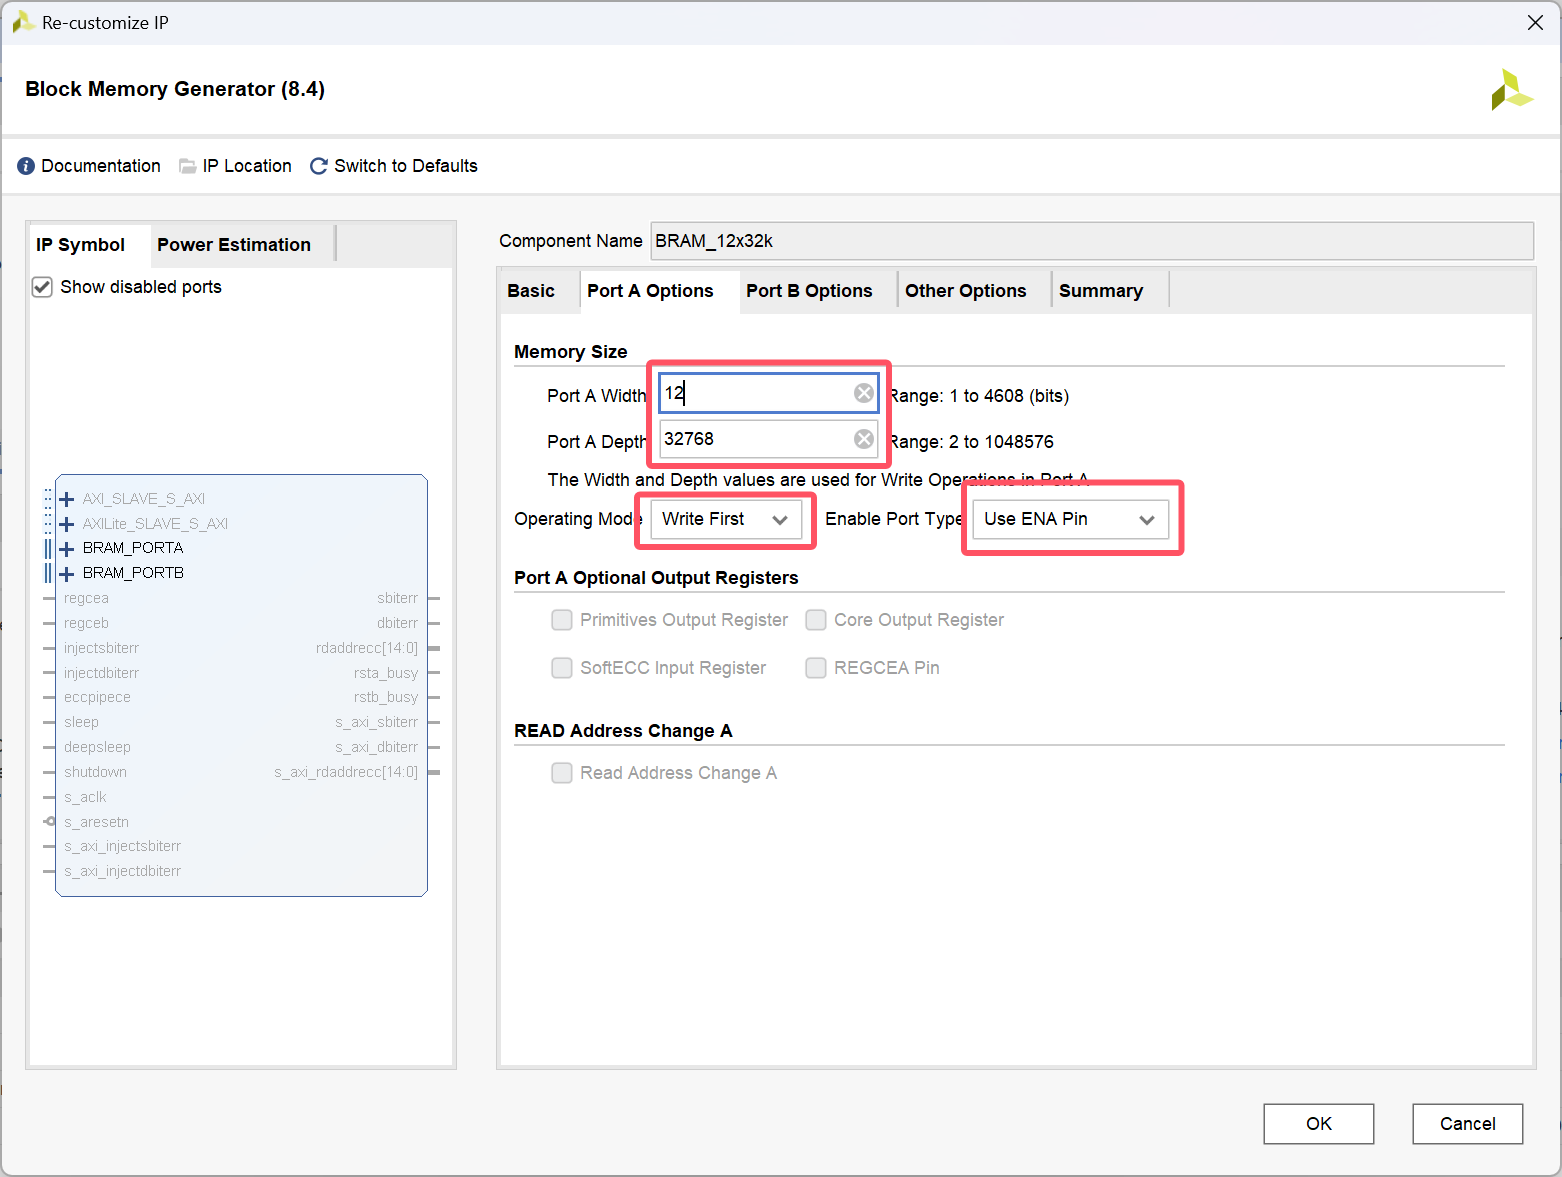 Re-customize IP
Block Memory Generator (8.4)
Documentation IP Location Switch to Defaults
IP Symbol Power Estimation
Show disabled ports
AXI_SLAVE_S_AXI
AXILite_SLAVE_S_AXI
BRAM_PORTA
BRAM_PORTB
regcea sbiterr
regceb dbiterr
injectsbiterr rdaddrecc[14:0]
injectdbiterr rsta_busy
eccpipece rstb_busy
sleep s_axi_sbiterr
deepsleep s_axi_dbiterr
shutdown s_axi_rdaddrecc[14:0]
s_aclk
s_aresetn
s_axi_injectsbiterr
s_axi_injectdbiterr
Component Name BRAM_12x32k
Basic Port A Options Port B Options Other Options Summary
Memory Size
Port A Width 12 Range: 1 to 4608 (bits)
Port A Depth 32768 Range: 2 to 1048576
The Width and Depth values are used for Write Operations in Port A
Operating Mode Write First Enable Port Type Use ENA Pin
Port A Optional Output Registers
Primitives Output Register Core Output Register
SoftECC Input Register REGCEA Pin
READ Address Change A
Read Address Change A
OK Cancel